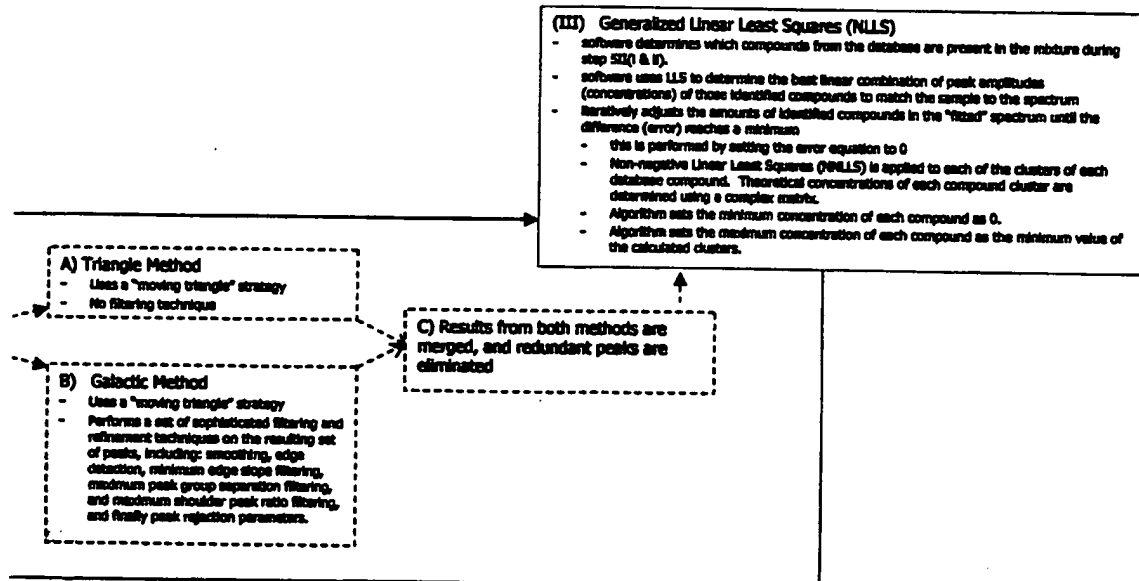 (III) Generalized Linear Least Squares (NLLS)
- software determines which compounds from the database are present in the mixture during
step SII(i & ii).
- software uses LLS to determine the best linear combination of peak amplitudes
(concentrations) of those identified compounds to match the sample to the spectrum
- iteratively adjusts the amounts of identified compounds in the "fitted" spectrum until the
difference (error) reaches a minimum
- this is performed by setting the error equation to 0
- Non-negative Linear Least Squares (NNLLS) is applied to each of the clusters of each
database compound. Theoretical concentrations of each compound cluster are
determined using a complex matrix.
- Algorithm sets the minimum concentration of each compound as 0.
- Algorithm sets the maximum concentration of each compound as the minimum value of
the calculated clusters.
A) Triangle Method
- Uses a "moving triangle" strategy
- No filtering technique
C) Results from both methods are
merged, and redundant peaks are
eliminated
B) Galactic Method
- Uses a "moving triangle" strategy
- Performs a set of sophisticated filtering and
refinement techniques on the resulting set
of peaks, including: smoothing, edge
detection, minimum edge slope filtering,
maximum peak group separation filtering,
and maximum shoulder peak ratio filtering,
and finally peak rejection parameters.